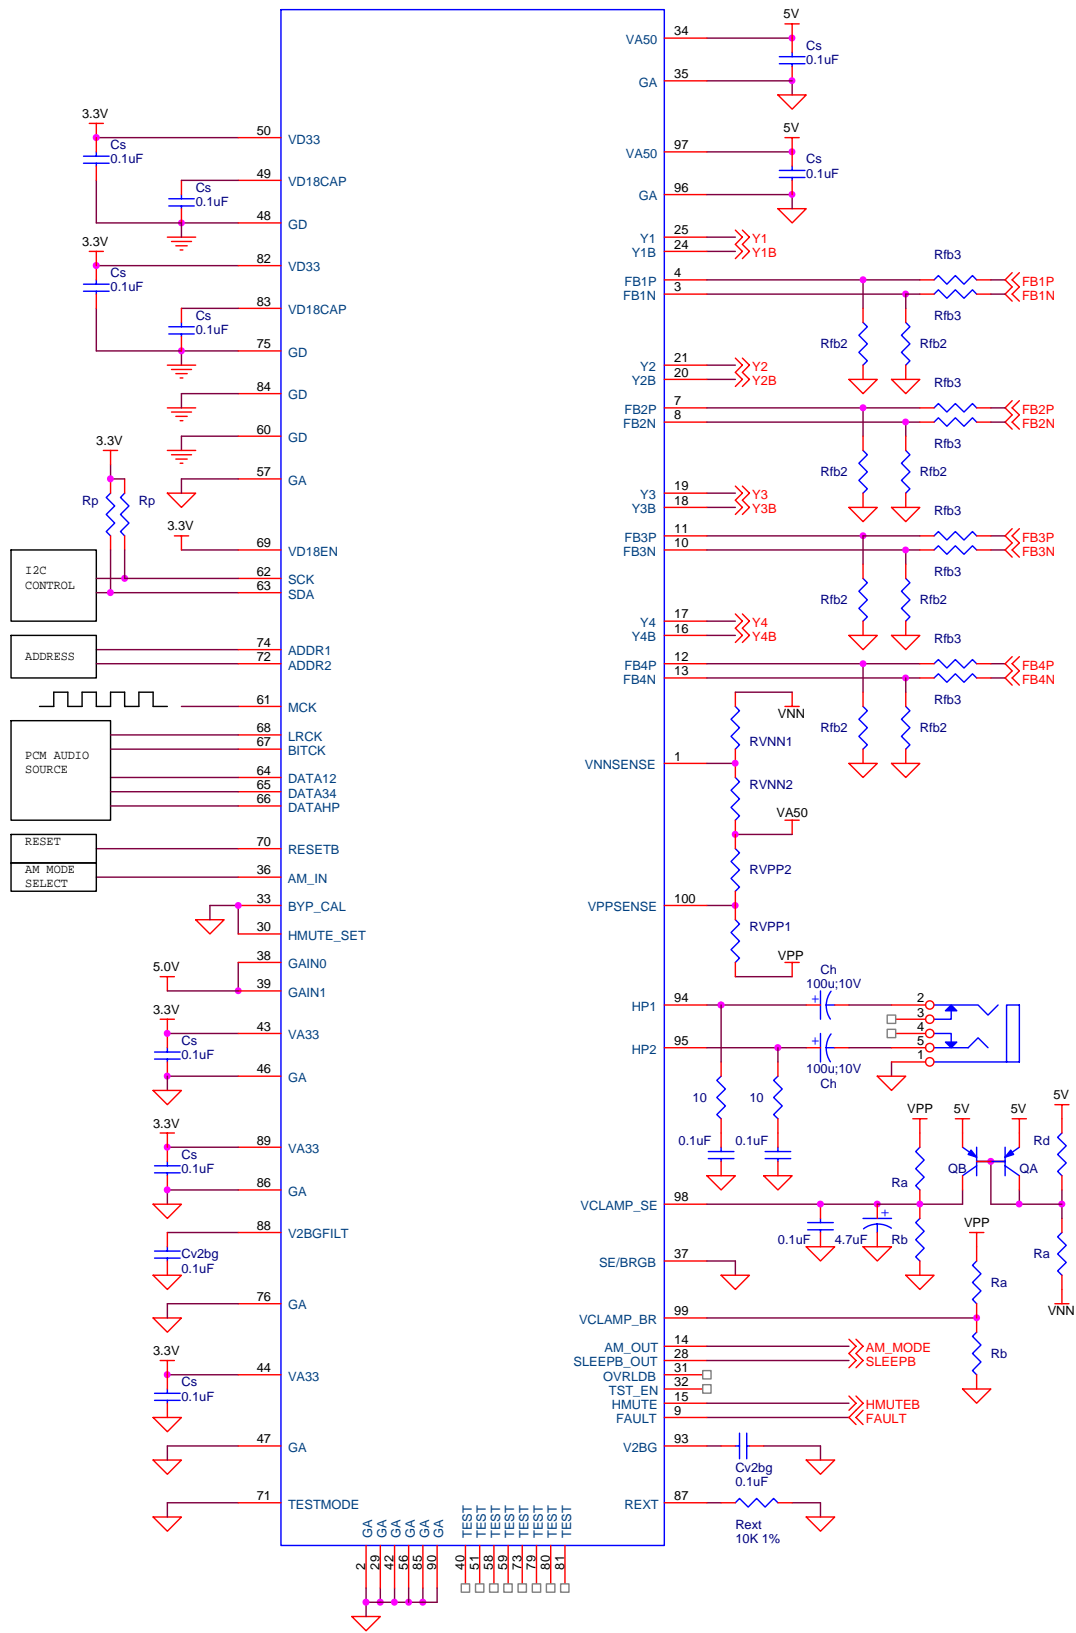 3.3V
50 VD33
Cs
0.1uF
49 VD18CAP
Cs
0.1uF
48 GD
3.3V
82 VD33
Cs
0.1uF
83 VD18CAP
Cs
0.1uF
75 GD
84 GD
60 GD
3.3V
57 GA
Rp Rp
3.3V
69 VD18EN
I2C
CONTROL
62 SCK
63 SDA
ADDRESS
74 ADDR1
72 ADDR2
61 MCK
PCM AUDIO
SOURCE
68 LRCK
67 BITCK
64 DATA12
65 DATA34
66 DATAHP
RESET
70 RESETB
AM MODE
SELECT
36 AM_IN
33 BYP_CAL
30 HMUTE_SET
38 GAIN0
5.0V
39 GAIN1
3.3V
43 VA33
Cs
0.1uF
46 GA
3.3V
89 VA33
Cs
0.1uF
86 GA
88 V2BGFILT
Cv2bg
0.1uF
76 GA
3.3V
44 VA33
Cs
0.1uF
47 GA
71 TESTMODE
GA GA GA GA GA GA
2 29 42 56 85 90
TEST TEST TEST TEST TEST TEST TEST TEST
40 51 58 59 73 79 80 81
5V
VA50 34
Cs
0.1uF
GA 35
5V
VA50 97
Cs
0.1uF
GA 96
Y1 25 Y1
Y1B 24 Y1B
Rfb3
FB1P 4 FB1P
FB1N 3 FB1N
Rfb3
Rfb2 Rfb2
Y2 21 Y2
Y2B 20 Y2B
Rfb3
FB2P 7 FB2P
FB2N 8 FB2N
Rfb3
Rfb2 Rfb2
Y3 19 Y3
Y3B 18 Y3B
Rfb3
FB3P 11 FB3P
FB3N 10 FB3N
Rfb3
Rfb2 Rfb2
Y4 17 Y4
Y4B 16 Y4B
Rfb3
FB4P 12 FB4P
FB4N 13 FB4N
Rfb3
Rfb2 Rfb2
VNN
RVNN1
VNNSENSE 1
RVNN2
VA50
RVPP2
VPPSENSE 100
RVPP1
VPP
Ch
100u;10V
HP1 94
+
2
3
4
5
1
HP2 95
+
100u;10V
Ch
10 10
0.1uF 0.1uF
VPP 5V 5V 5V
Rd
QB QA
Ra
VCLAMP_SE 98
+
0.1uF 4.7uF Rb
VPP
Ra
VNN
SE/BRGB 37
Ra
VCLAMP_BR 99
Rb
AM_OUT 14 AM_MODE
SLEEPB_OUT 28 SLEEPB
OVRLDB 31
TST_EN 32
HMUTE 15 HMUTEB
FAULT 9 FAULT
V2BG 93
Cv2bg
0.1uF
REXT 87
Rext
10K 1%